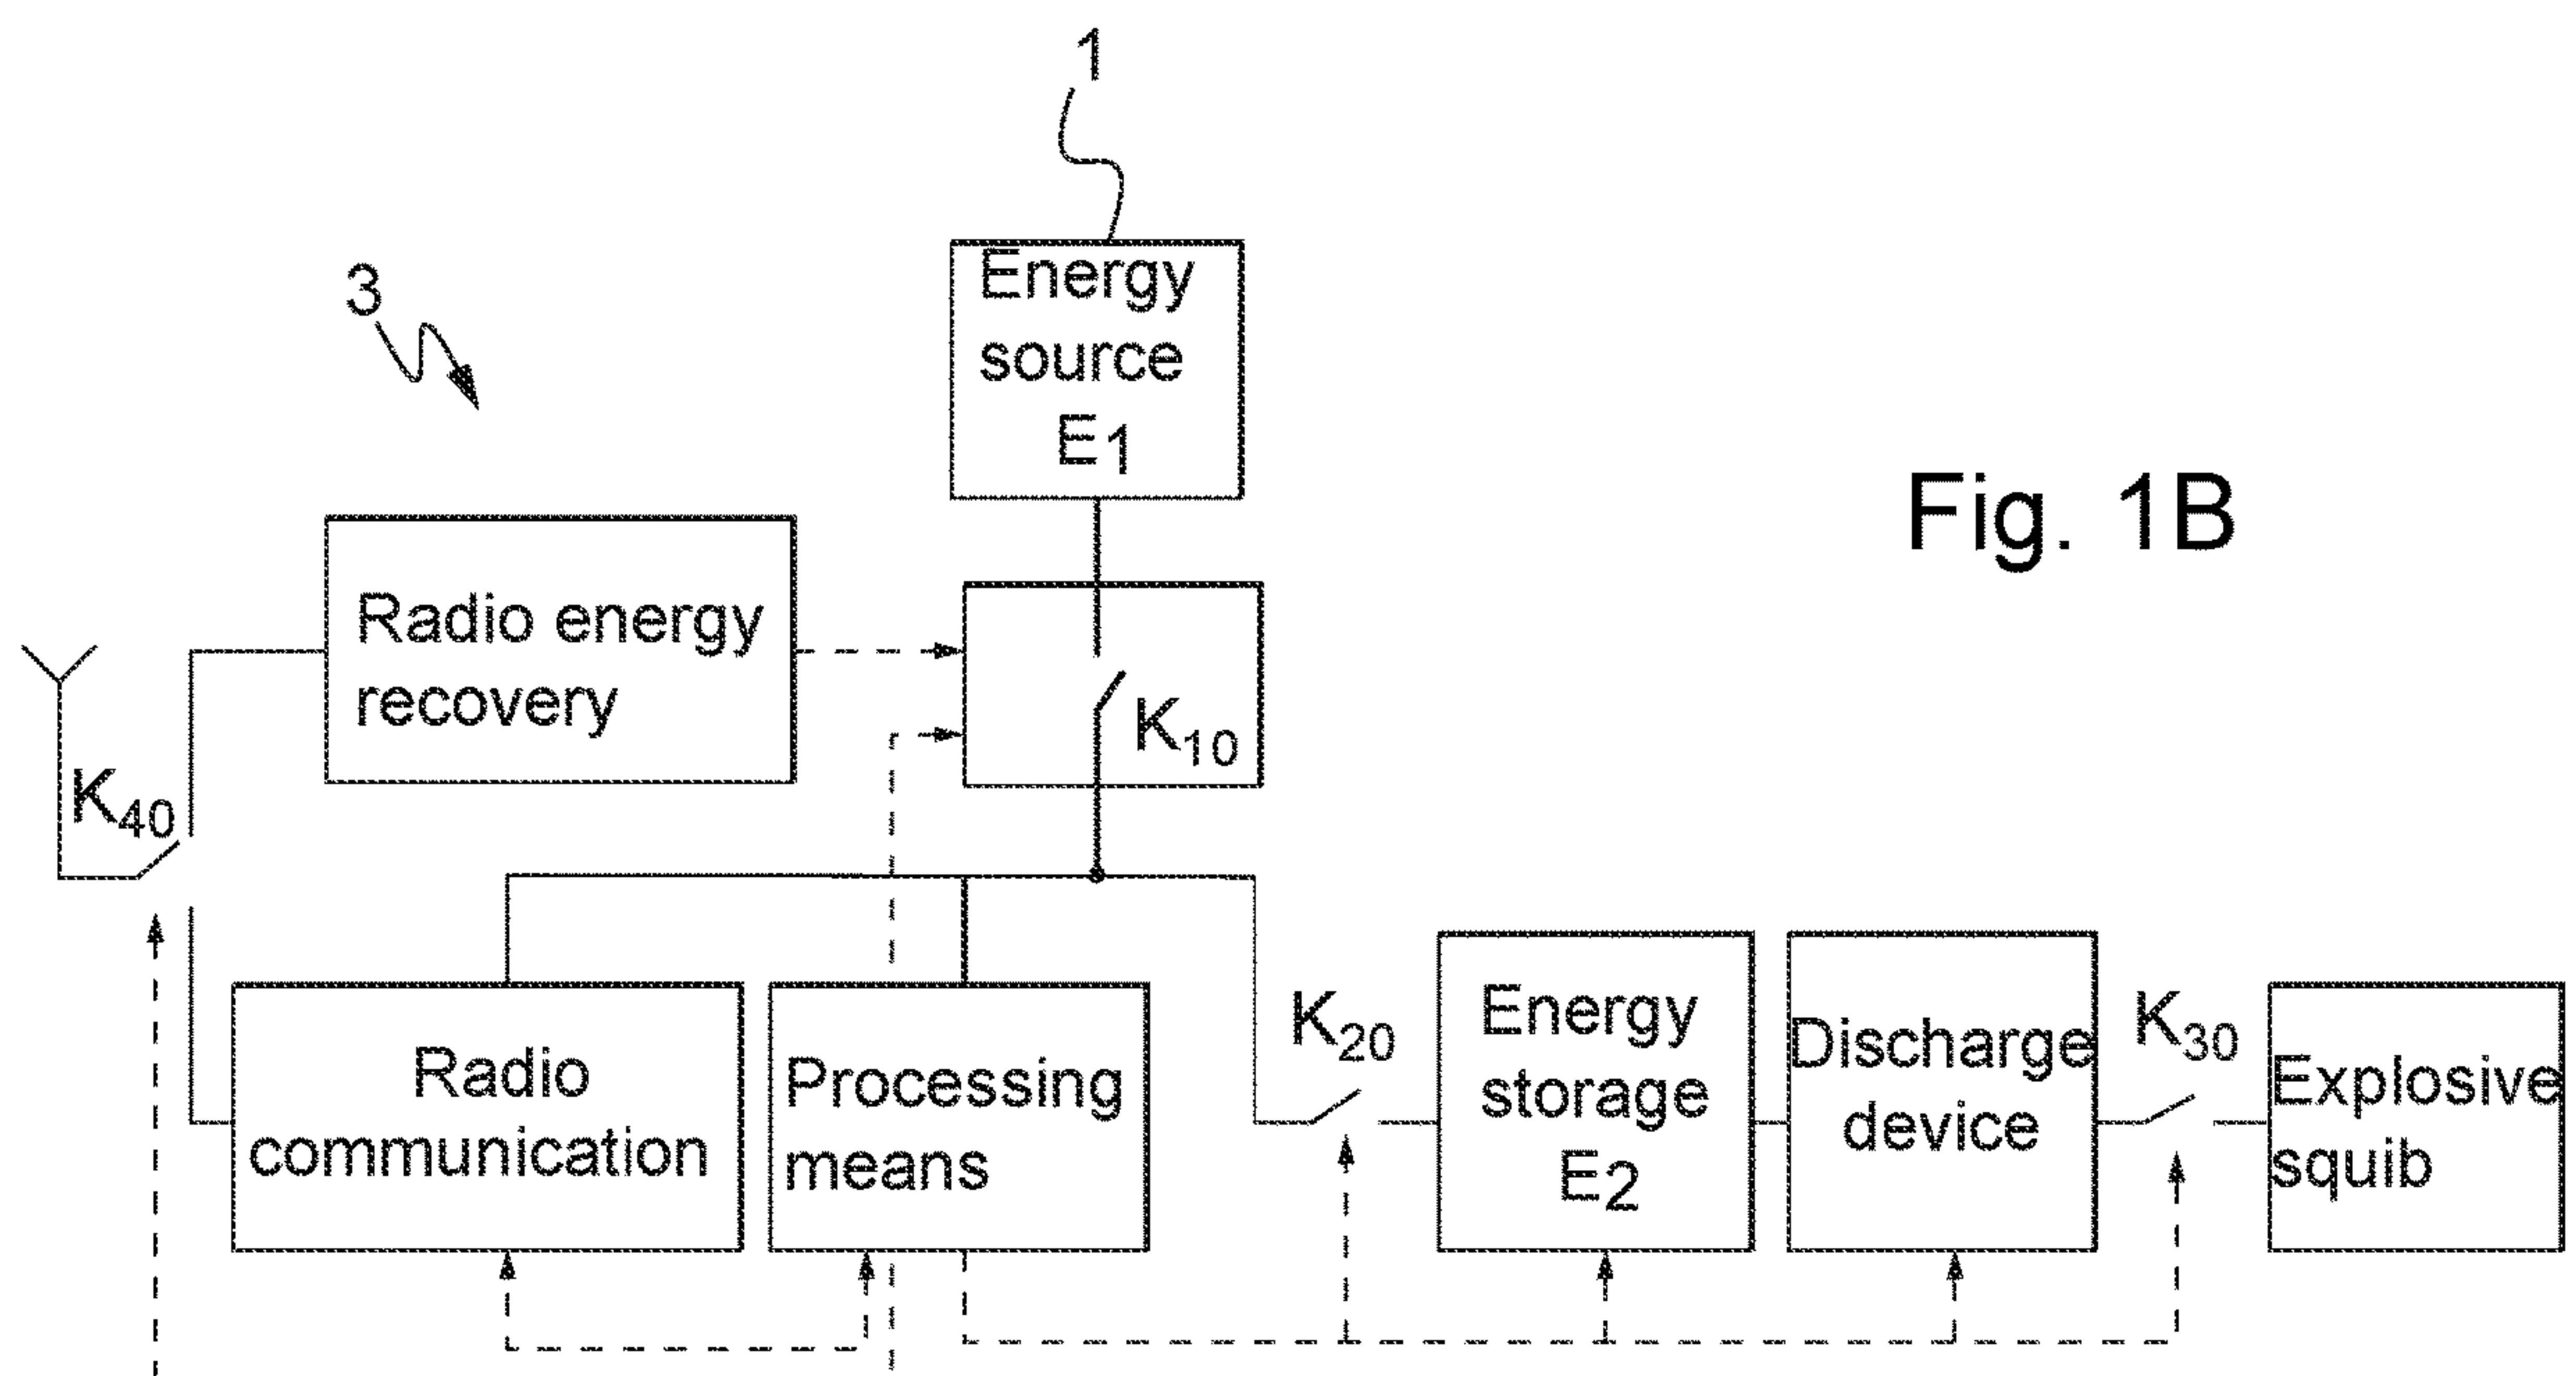 1
3
Energy
source
E1
Fig. 1B
Radio energy
recovery
K10
K40
Radio
communication
Processing
means
K20
Energy
storage
E2
Discharge
device
K30
Explosive
squib